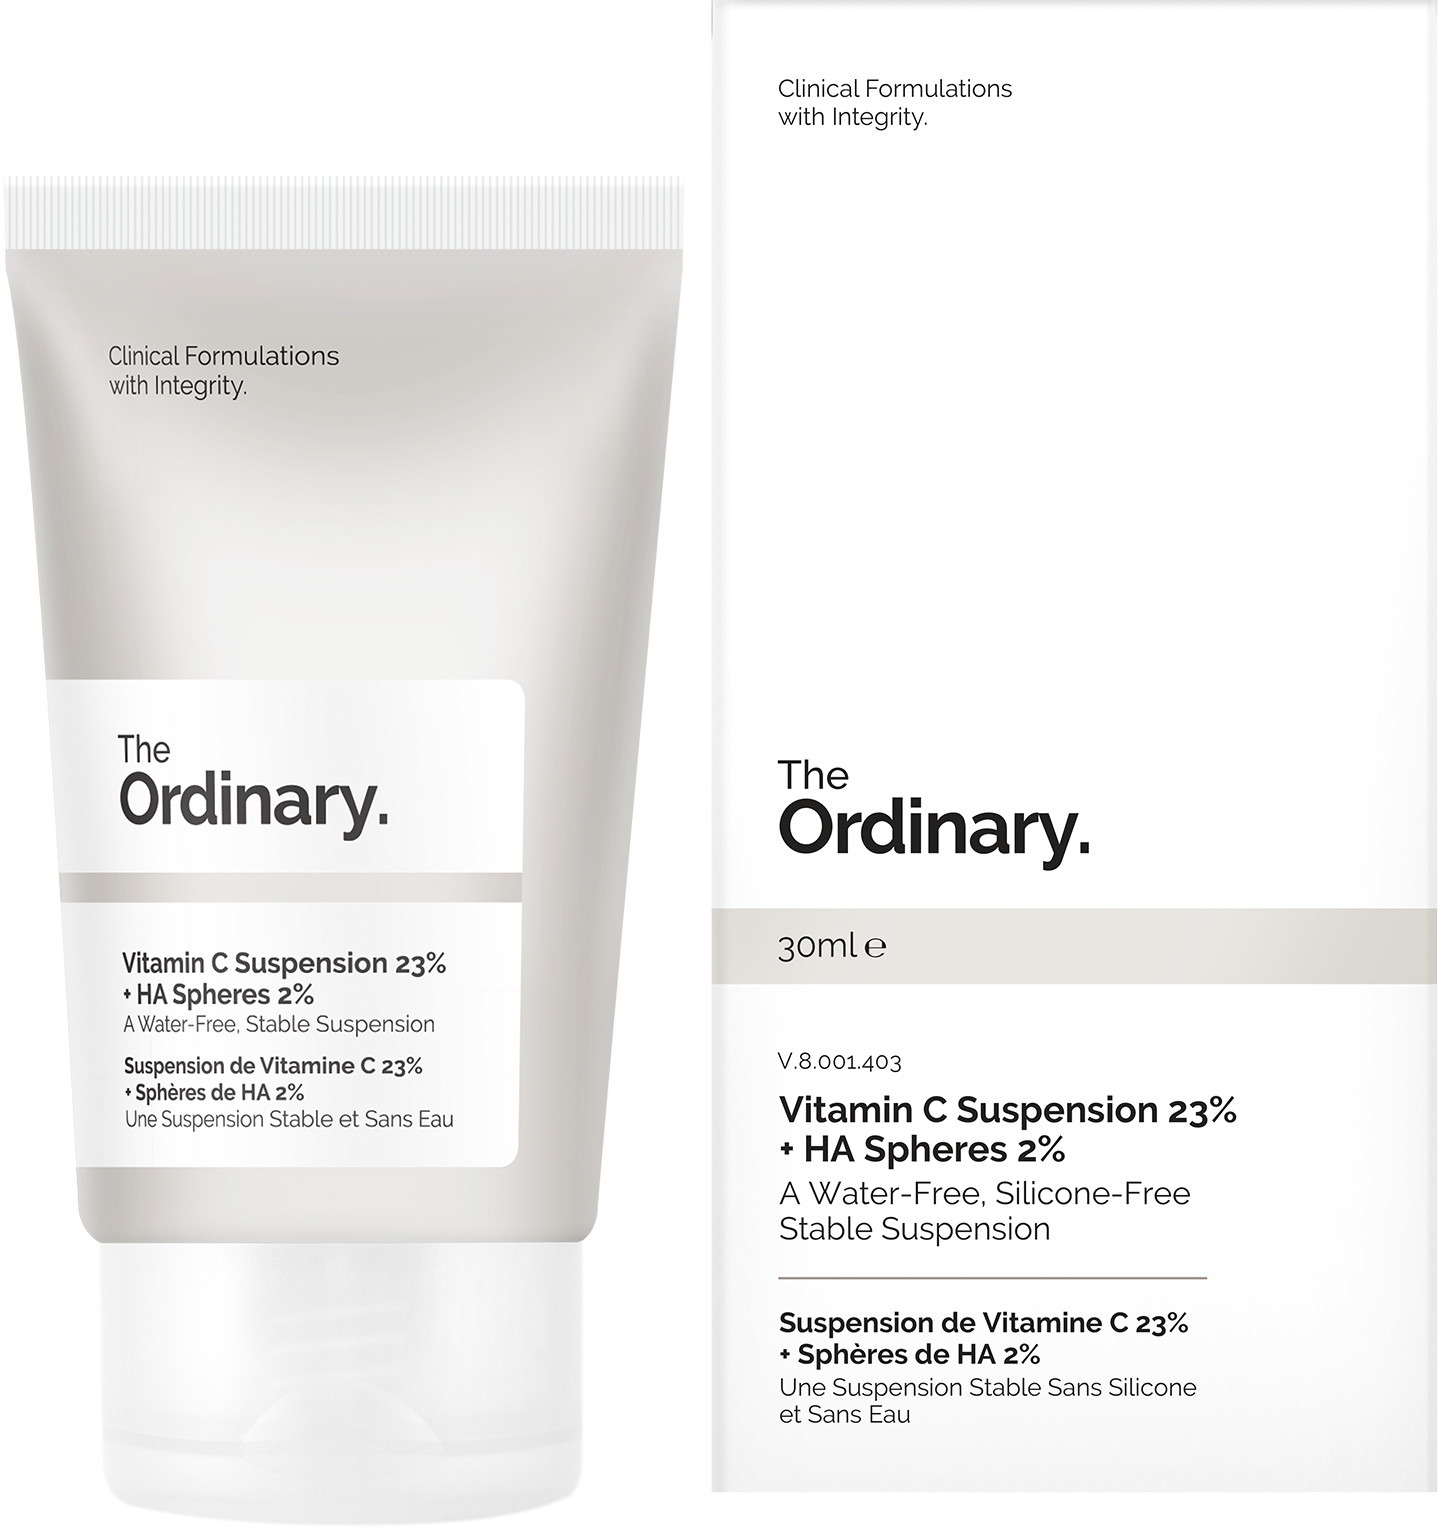 Clinical Formulations
with Integrity.
The
Ordinary.
Vitamin C Suspension 23%
+ HA Spheres 2%
A Water-Free, Stable Suspension
Suspension de Vitamine C 23%
+ Sphères de HA 2%
Une Suspension Stable et Sans Eau
Clinical Formulations
with Integrity.
The
Ordinary.
30ml ℮
V.8.001.403
Vitamin C Suspension 23%
+ HA Spheres 2%
A Water-Free, Silicone-Free
Stable Suspension
Suspension de Vitamine C 23%
+ Sphères de HA 2%
Une Suspension Stable Sans Silicone
et Sans Eau